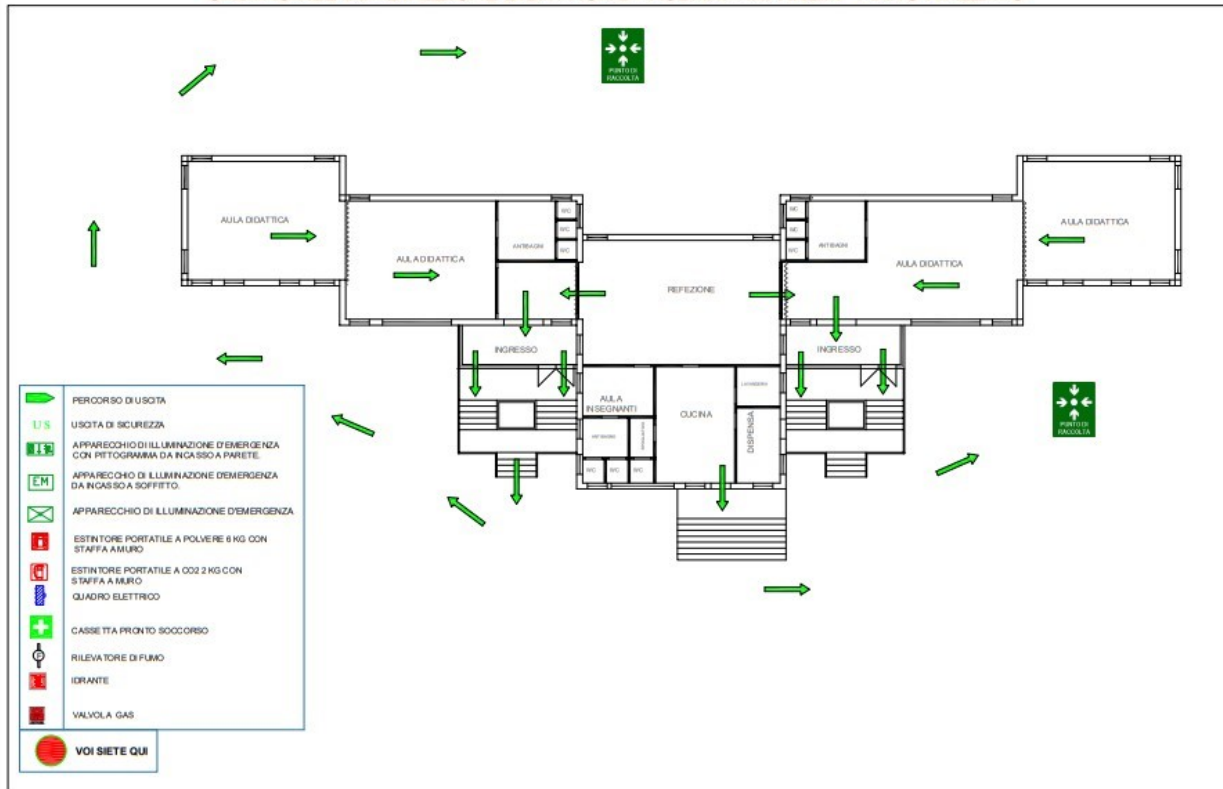 PUNTO DI
RACCOLTA
AULA DIDATTICA
AULA DIDATTICA
ANTIBAGNI
WC
WC
WC
REFEZIONE
WC
WC
WC
ANTIBAGNI
AULA DIDATTICA
AULA DIDATTICA
INGRESSO
INGRESSO
AULA
INSEGNANTI
CUCINA
DISPENSA
WC
WC
WC
PUNTO DI
RACCOLTA
PERCORSO DI USCITA
US USCITA DI SICUREZZA
APPARECCHIO DI ILLUMINAZIONE D'EMERGENZA
CON PITTOGRAMMA DA INCASSO A PARETE.
EM APPARECCHIO DI ILLUMINAZIONE D'EMERGENZA
DA INCASSO A SOFFITTO.
APPARECCHIO DI ILLUMINAZIONE D'EMERGENZA
ESTINTORE PORTATILE A POLVERE 6 KG CON
STAFFA A MURO
ESTINTORE PORTATILE A CO2 2 KG CON
STAFFA A MURO
QUADRO ELETTRICO
CASSETTA PRONTO SOCCORSO
F RILEVATORE DI FUMO
IDRANTE
VALVOLA GAS
VOI SIETE QUI